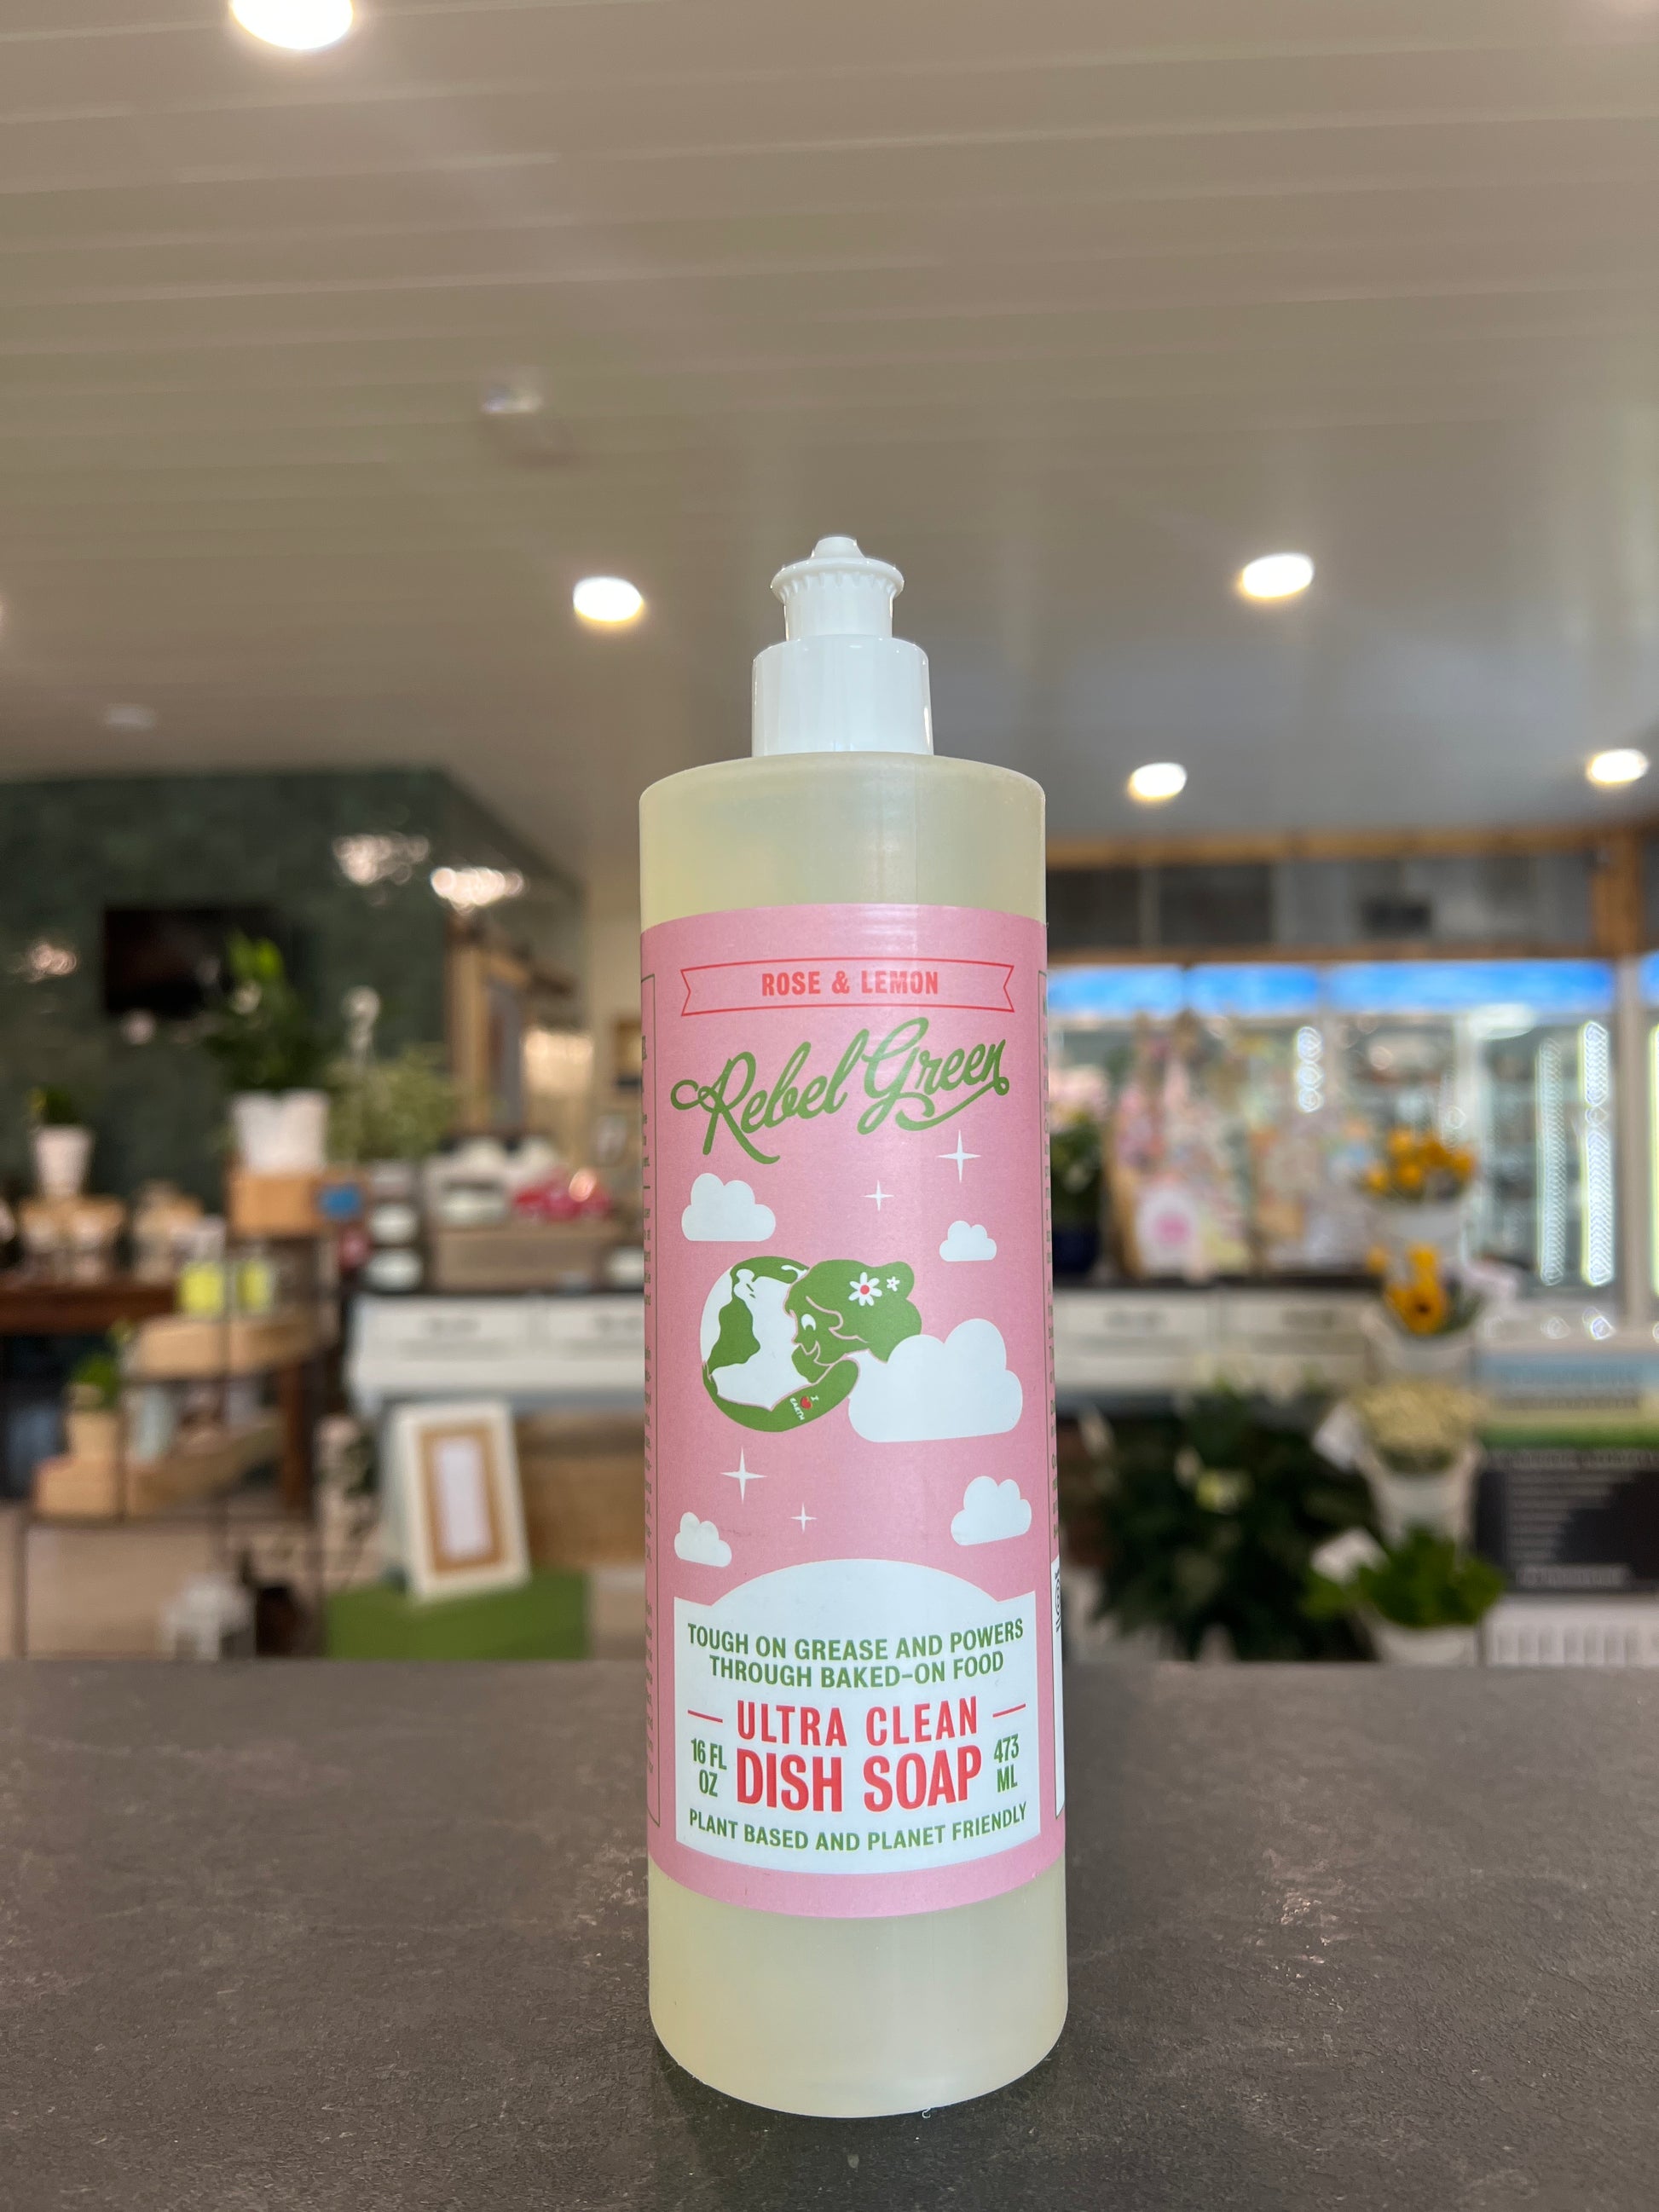 ROSE & LEMON
Rebel Green
I
EARTH
TOUGH ON GREASE AND POWERS
THROUGH BAKED-ON FOOD
ULTRA CLEAN
16 FL
OZ
DISH SOAP
473
ML
PLANT BASED AND PLANET FRIENDLY